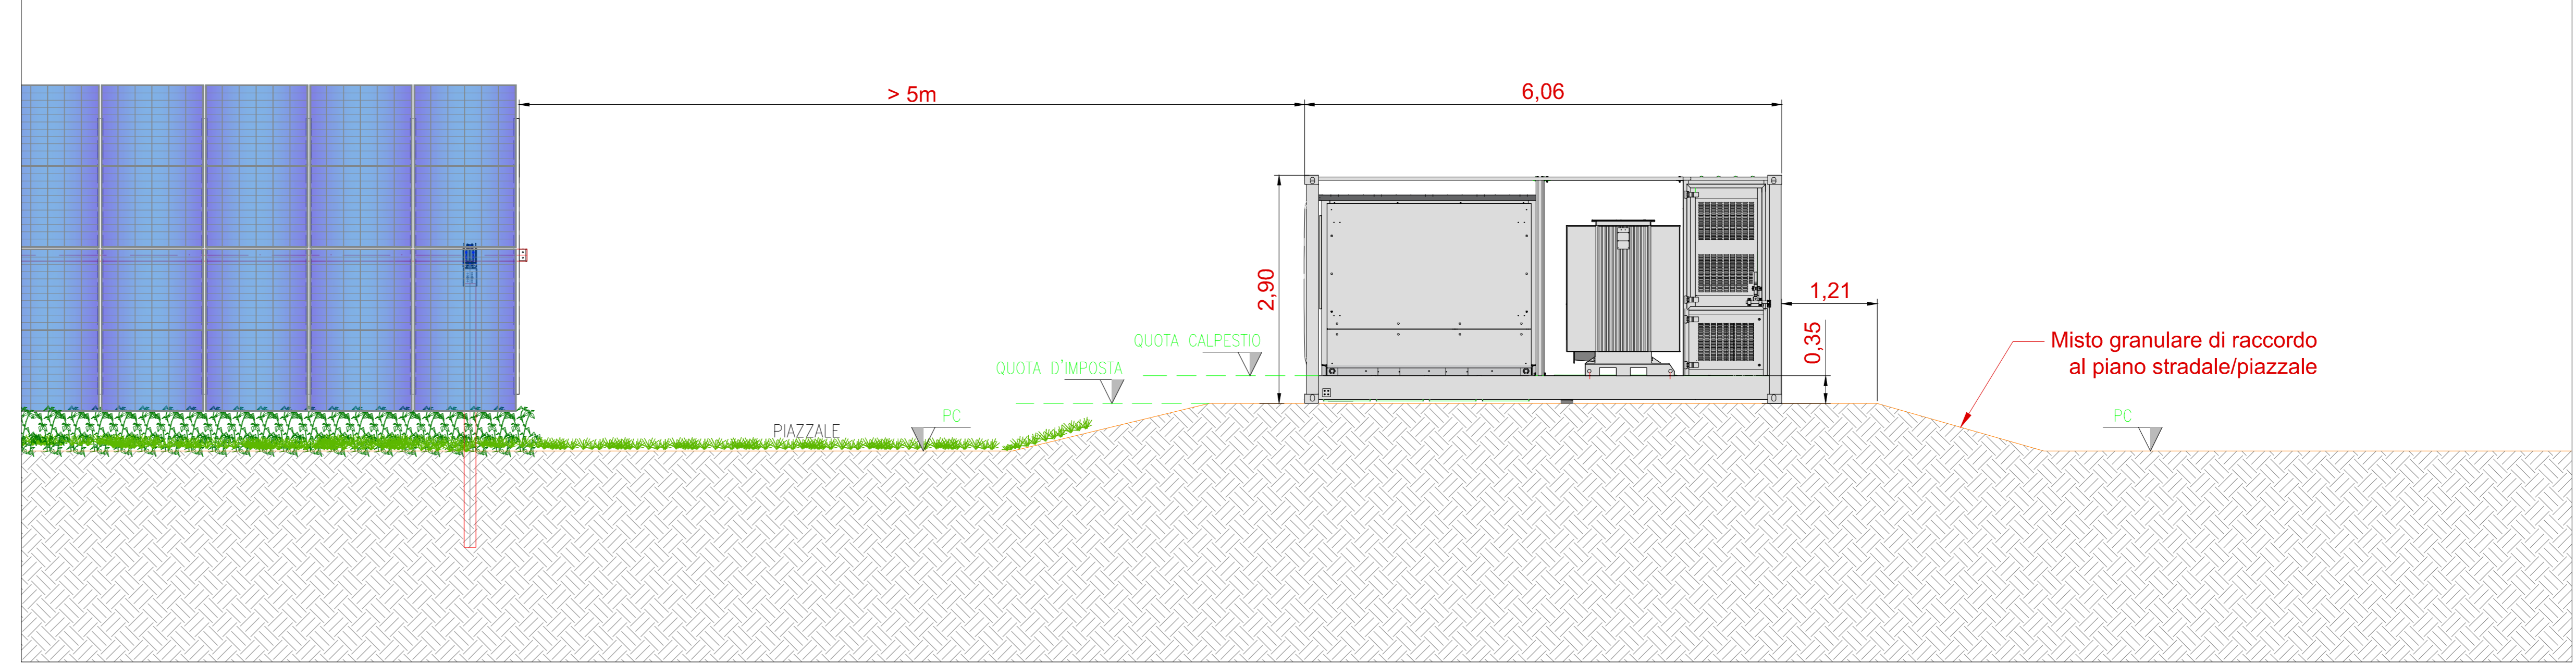 > 5m
6,06
2,90
1,21
0,35
QUOTA CALPESTIO
QUOTA D'IMPOSTA
PC
PIAZZALE
Misto granulare di raccordo
al piano stradale/piazzale
PC